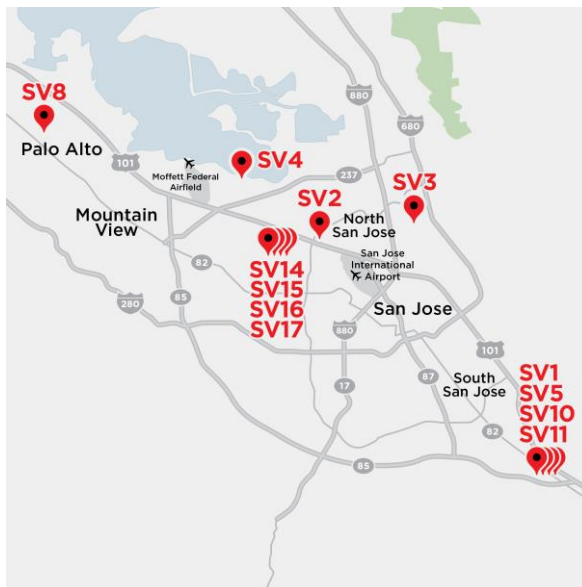 SV8
Palo Alto
101
Moffett Federal
Airfield
SV4
880
680
237
SV3
Mountain
View
SV2
North
San Jose
82
SV14
SV15
SV16
SV17
San Jose
International
Airport
280
85
San Jose
880
101
17
87
South
San Jose
SV1
SV5
SV10
SV11
82
85